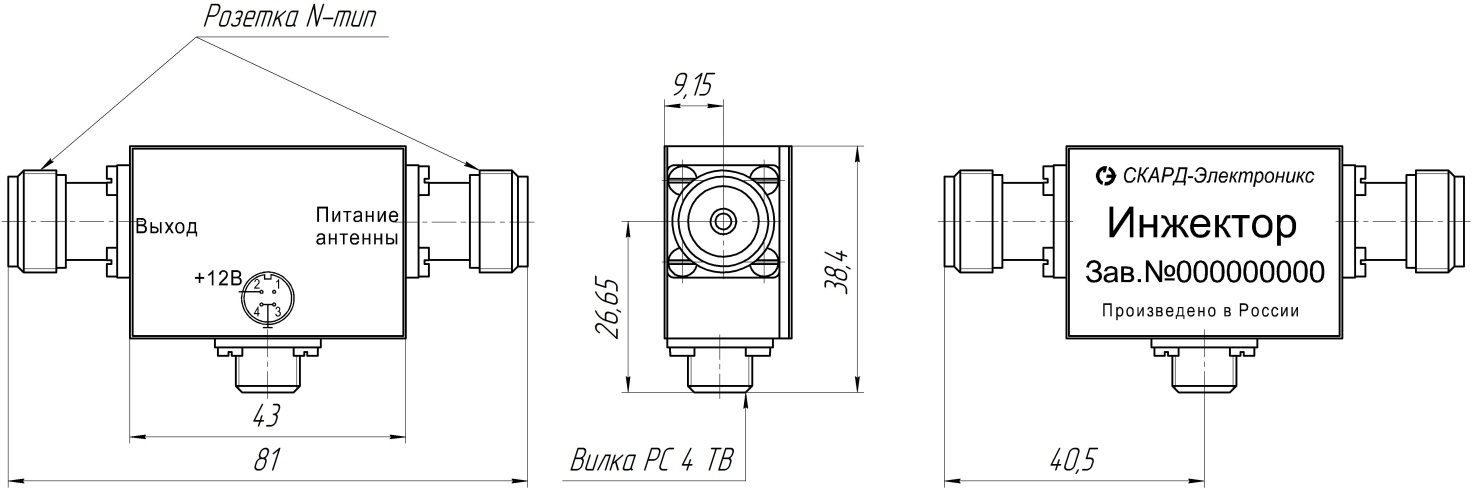 Розетка N-тип
Выход
Питание
антенны
+12В
2 1
4 3
43
81
9,15
26,65
38,4
Вилка РС 4 ТВ
СКАРД-Электроникс
Инжектор
Зав.№000000000
Произведено в России
40,5